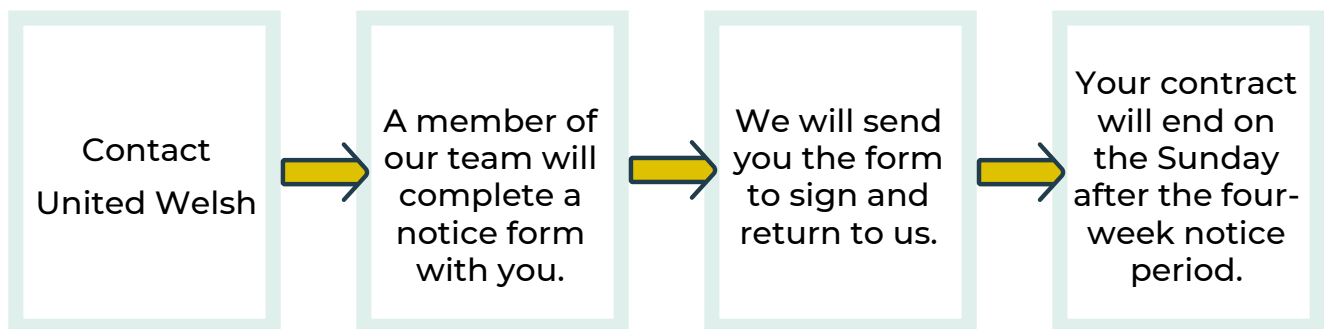 Contact
United Welsh
A member of
our team will
complete a
notice form
with you.
We will send
you the form
to sign and
return to us.
Your contract
will end on
the Sunday
after the four-
week notice
period.